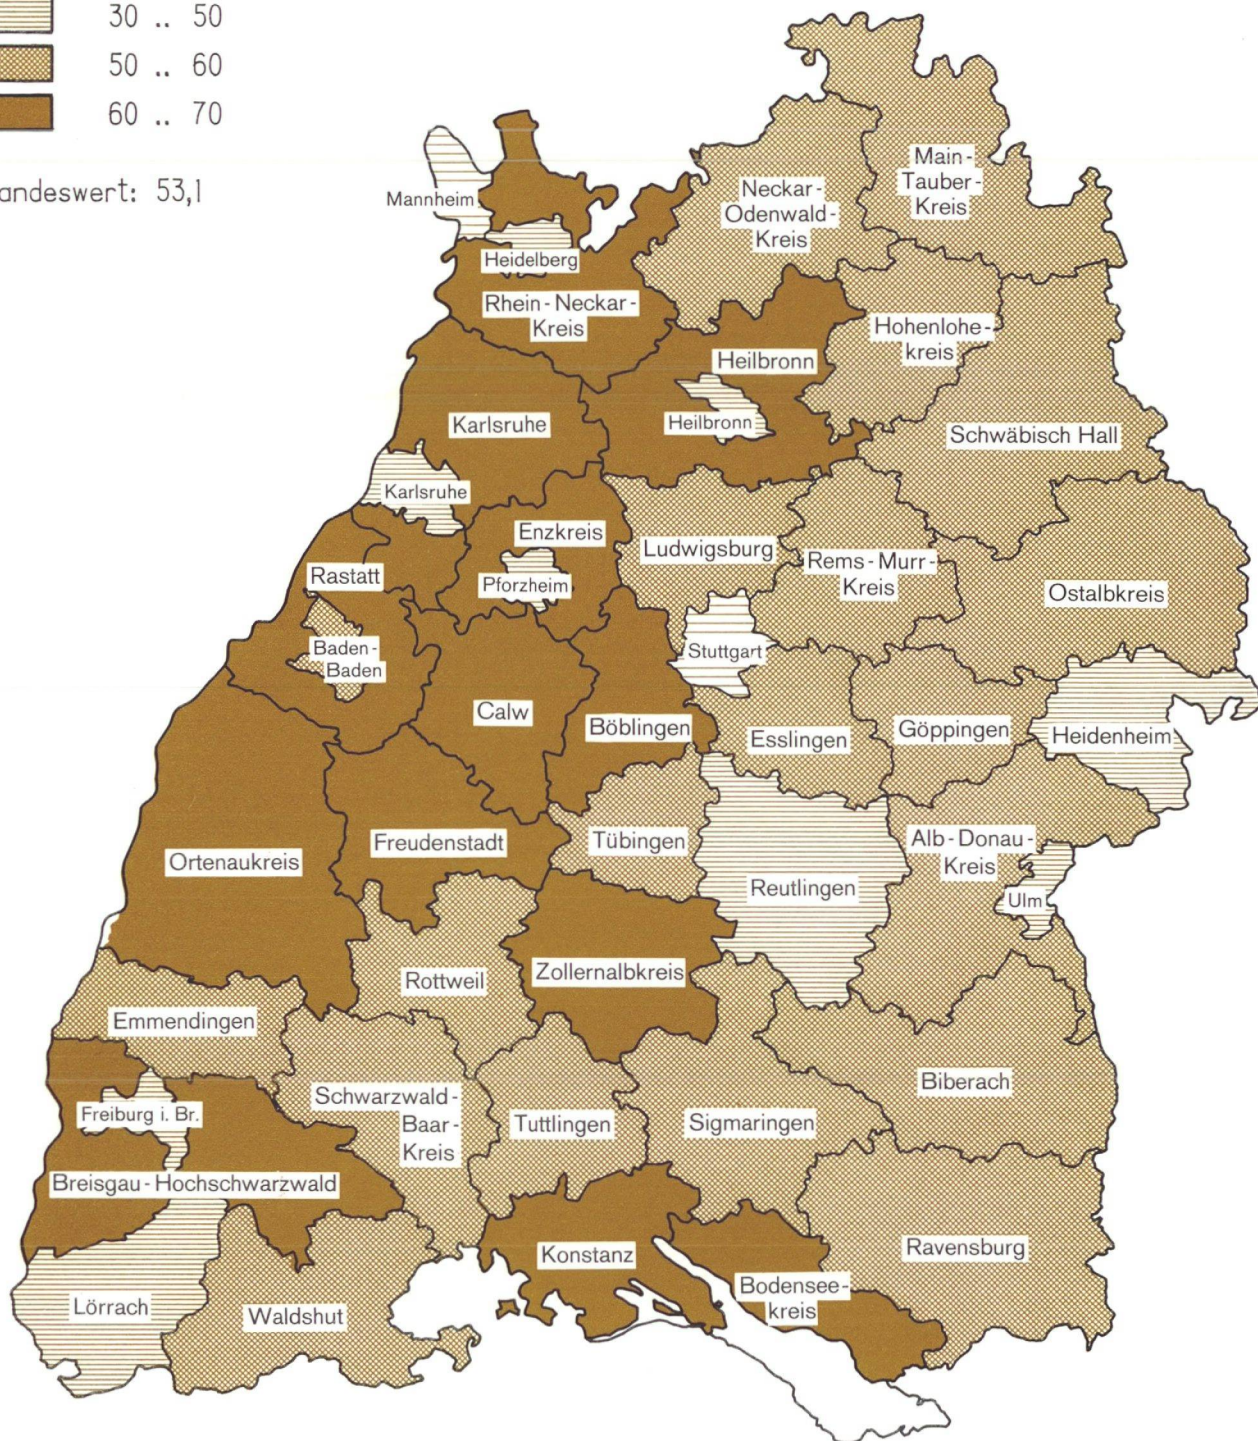 30 .. 50
50 .. 60
60 .. 70
andeswert: 53,1
Main-
Tauber-
Kreis
Neckar-
Odenwald-
Kreis
Mannheim
Heidelberg
Rhein-Neckar-
Kreis
Hohenlohe-
kreis
Heilbronn
Heilbronn
Karlsruhe
Schwäbisch Hall
Karlsruhe
Enzkreis
Ludwigsburg
Rems-Murr-
Kreis
Rastatt
Pforzheim
Ostalbkreis
Baden-
Baden
Stuttgart
Calw
Böblingen
Esslingen
Göppingen
Heidenheim
Freudenstadt
Tübingen
Alb-Donau-
Kreis
Ortenaukreis
Reutlingen
Ulm
Rottweil
Zollernalbkreis
Emmendingen
Biberach
Schwarzwald-
Baar-
Kreis
Freiburg i. Br.
Tuttlingen
Sigmaringen
Breisgau-Hochschwarzwald
Konstanz
Ravensburg
Bodensee-
kreis
Lörrach
Waldshut